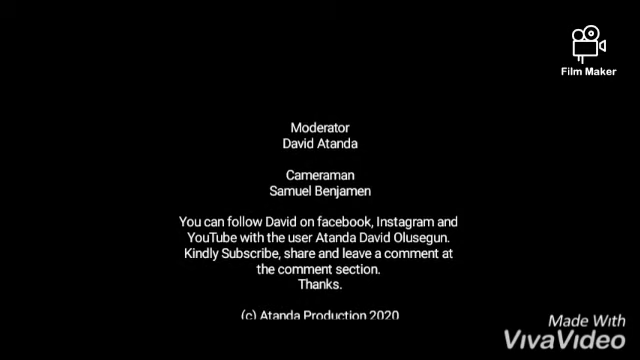 Film Maker
Moderator
David Atanda
Cameraman
Samuel Benjamen
You can follow David on facebook, Instagram and
YouTube with the user Atanda David Olusegun.
Kindly Subscribe, share and leave a comment at
the comment section.
Thanks.
(c) Atanda Production 2020
Made With
VivaVideo